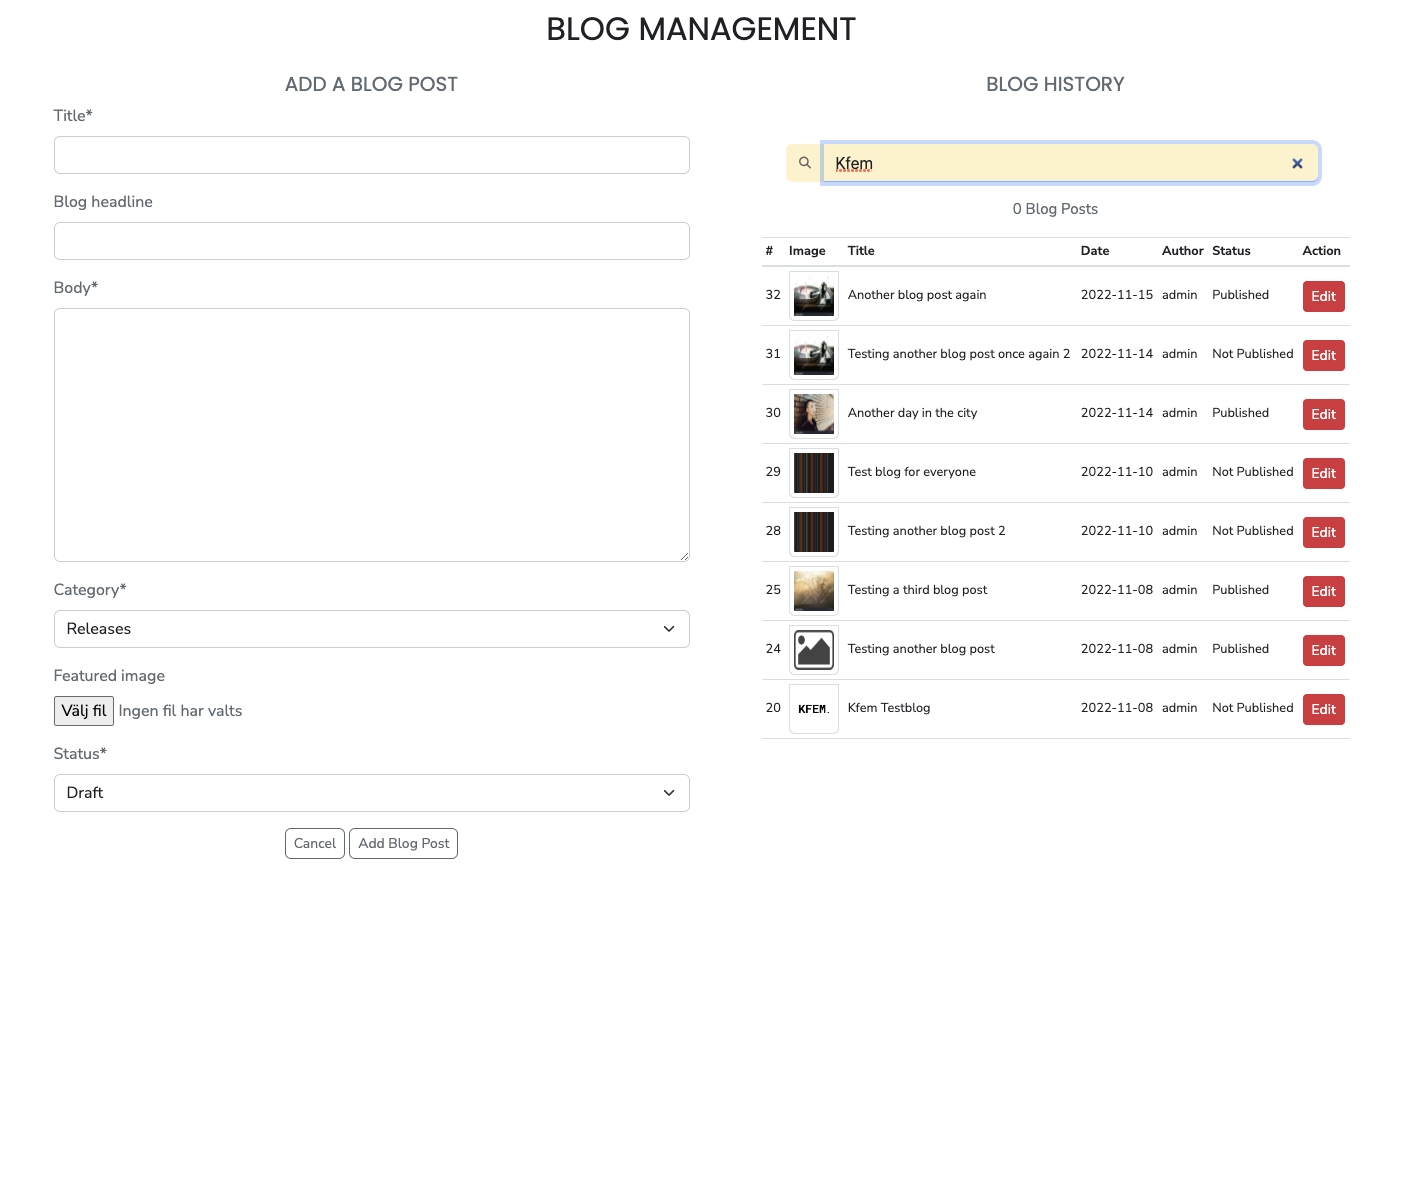 BLOG MANAGEMENT
ADD A BLOG POST
Title*
Blog headline
Body*
Category*
Releases
Featured image
Välj fil Ingen fil har valts
Status*
Draft
Cancel Add Blog Post
BLOG HISTORY
Kfem
0 Blog Posts
# Image Title Date Author Status Action
32 Another blog post again 2022-11-15 admin Published Edit
31 Testing another blog post once again 2 2022-11-14 admin Not Published Edit
30 Another day in the city 2022-11-14 admin Published Edit
29 Test blog for everyone 2022-11-10 admin Not Published Edit
28 Testing another blog post 2 2022-11-10 admin Not Published Edit
25 Testing a third blog post 2022-11-08 admin Published Edit
24 Testing another blog post 2022-11-08 admin Published Edit
20 KFEM. Kfem Testblog 2022-11-08 admin Not Published Edit